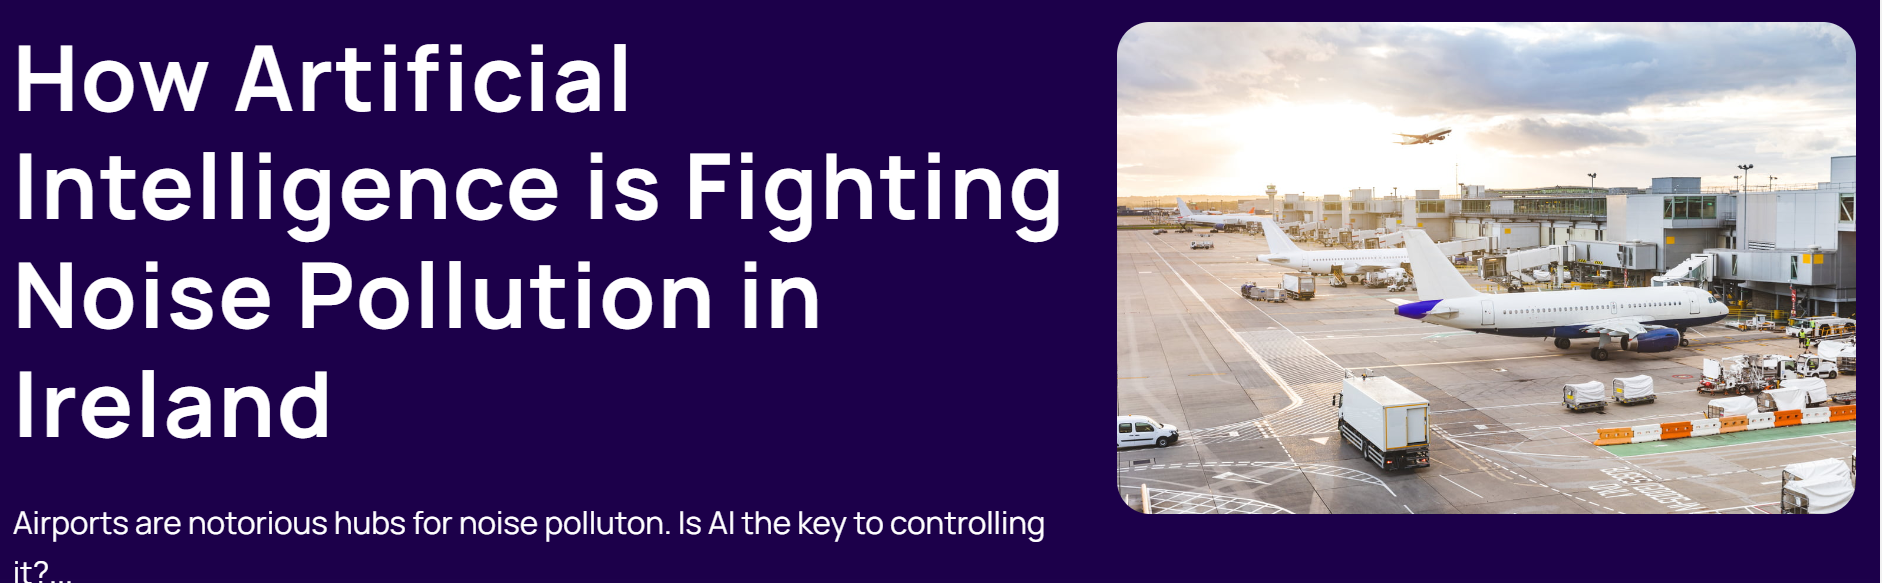 How Artificial
Intelligence is Fighting
Noise Pollution in
Ireland
Airports are notorious hubs for noise polluton. Is AI the key to controlling
it?...